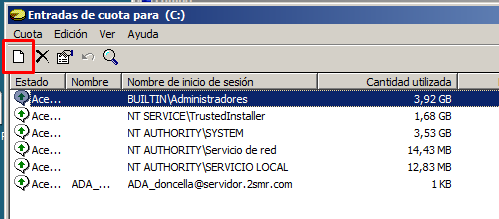 Entradas de cuota para (C:)
Cuota Edición Ver Ayuda
Estado Nombre Nombre de inicio de sesión Cantidad utilizada
Ace... BUILTIN\Administradores 3,92 GB
Ace... NT SERVICE\TrustedInstaller 1,68 GB
Ace... NT AUTHORITY\SYSTEM 3,53 GB
Ace... NT AUTHORITY\Servicio de red 14,43 MB
Ace... NT AUTHORITY\SERVICIO LOCAL 12,83 MB
Ace... ADA_... ADA_doncella@servidor.2smr.com 1 KB